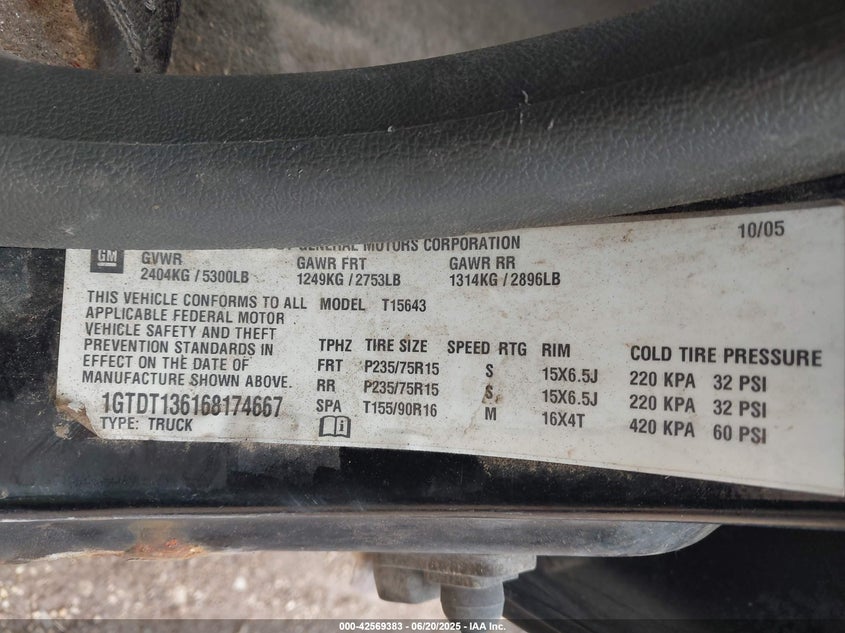 GENERAL MOTORS CORPORATION
10/05
GM
GVWR
2404KG / 5300LB
GAWR FRT
1249KG / 2753LB
GAWR RR
1314KG / 2896LB
THIS VEHICLE CONFORMS TO ALL
APPLICABLE FEDERAL MOTOR
VEHICLE SAFETY AND THEFT
PREVENTION STANDARDS IN
EFFECT ON THE DATE OF
MANUFACTURE SHOWN ABOVE.
1GTDT136168174667
TYPE: TRUCK
MODEL T15643
TPHZ TIRE SIZE SPEED RTG RIM COLD TIRE PRESSURE
FRT P235/75R15 S 15X6.5J 220 KPA 32 PSI
RR P235/75R15 S 15X6.5J 220 KPA 32 PSI
SPA T155/90R16 M 16X4T 420 KPA 60 PSI
000-42569383 / 06/20/2025 - IAA Inc.